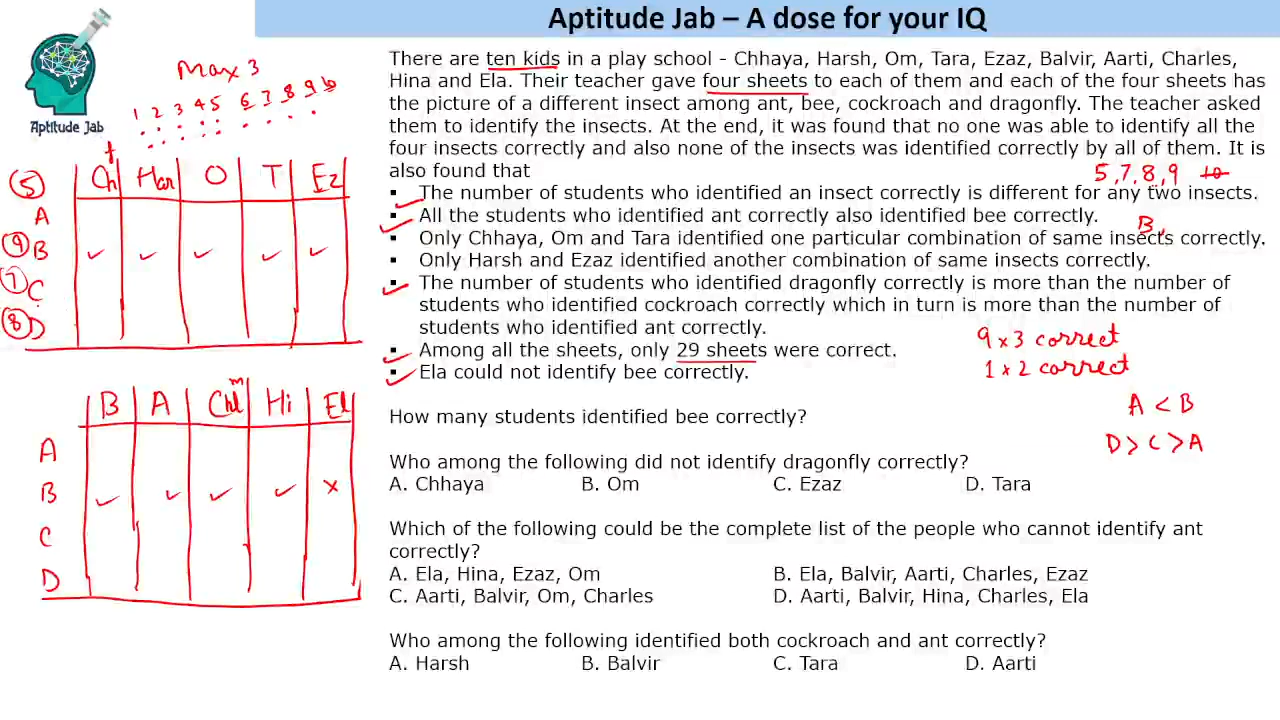 Aptitude Jab – A dose for your IQ
There are ten kids in a play school - Chhaya, Harsh, Om, Tara, Ezaz, Balvir, Aarti, Charles,
Hina and Ela. Their teacher gave four sheets to each of them and each of the four sheets has
the picture of a different insect among ant, bee, cockroach and dragonfly. The teacher asked
them to identify the insects. At the end, it was found that no one was able to identify all the
four insects correctly and also none of the insects was identified correctly by all of them. It is
also found that
5, 7, 8, 9 10
▪ The number of students who identified an insect correctly is different for any two insects.
▪ All the students who identified ant correctly also identified bee correctly.
B,
▪ Only Chhaya, Om and Tara identified one particular combination of same insects correctly.
▪ Only Harsh and Ezaz identified another combination of same insects correctly.
▪ The number of students who identified dragonfly correctly is more than the number of
students who identified cockroach correctly which in turn is more than the number of
students who identified ant correctly.
▪ Among all the sheets, only 29 sheets were correct.
▪ Ela could not identify bee correctly.
9 x 3 correct
1 x 2 correct
A < B
D > C > A
How many students identified bee correctly?
Who among the following did not identify dragonfly correctly?
A. Chhaya B. Om C. Ezaz D. Tara
Which of the following could be the complete list of the people who cannot identify ant
correctly?
A. Ela, Hina, Ezaz, Om B. Ela, Balvir, Aarti, Charles, Ezaz
C. Aarti, Balvir, Om, Charles D. Aarti, Balvir, Hina, Charles, Ela
Who among the following identified both cockroach and ant correctly?
A. Harsh B. Balvir C. Tara D. Aarti
Aptitude Jab
Max 3
1 2 3 4 5 6 7 8 9 10
f
Ch Har O T Ez
5 A
9 B ✓ ✓ ✓ ✓ ✓
7 C
8 D
m
B A Chl Hi El
A
B ✓ ✓ ✓ ✓ ×
C
D